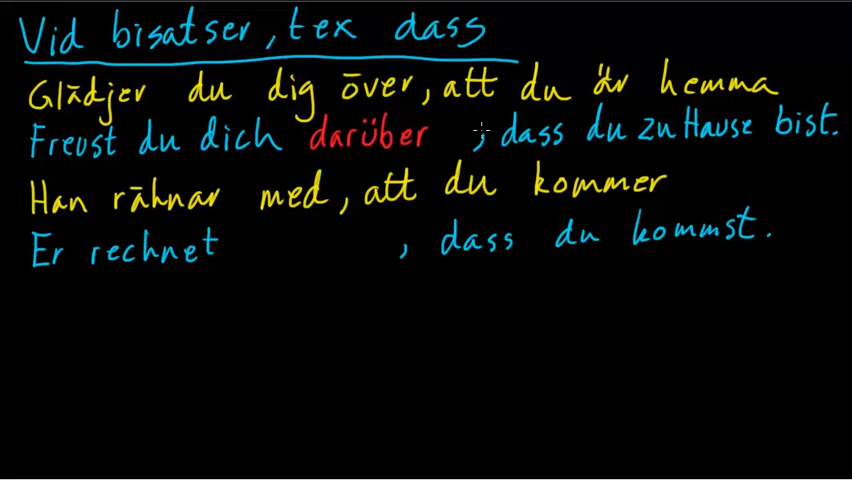 Vid bisatser, tex dass
Glädjer du dig över, att du är hemma
Freust du dich darüber, dass du zu Hause bist.
Han rähnar med, att du kommer
Er rechnet , dass du kommst.